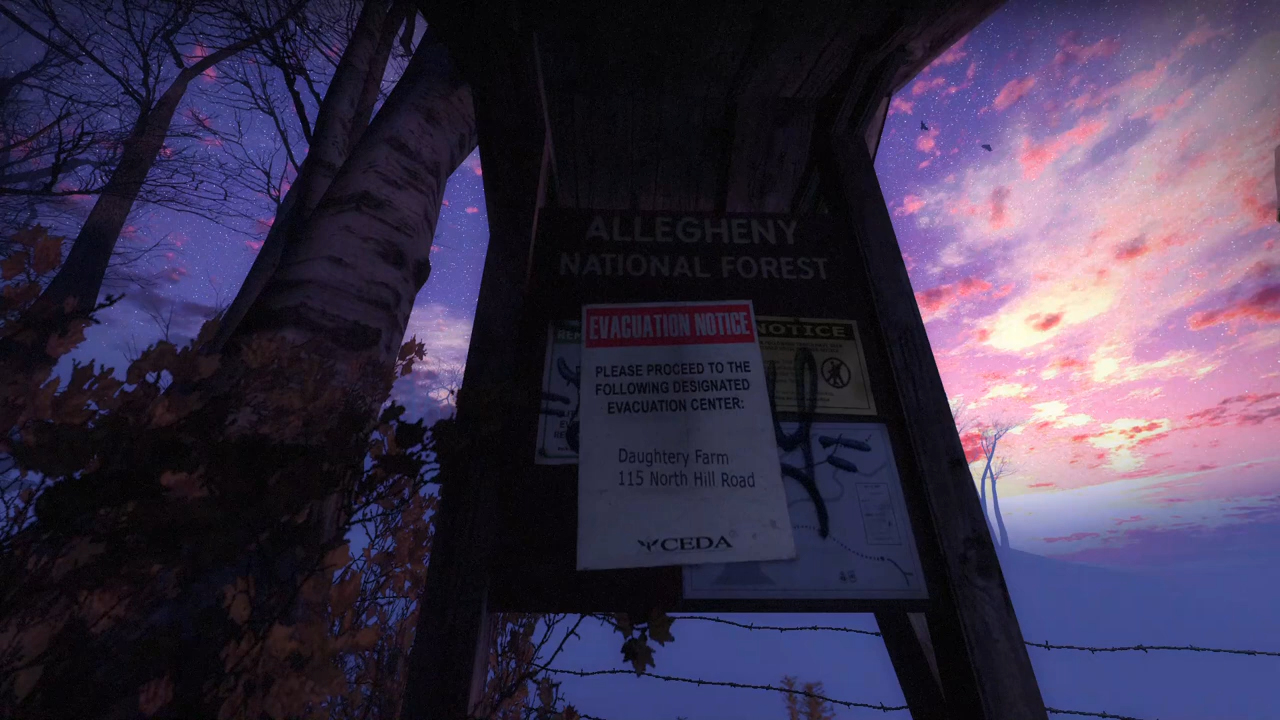 ALLEGHENY
NATIONAL FOREST
EVACUATION NOTICE
PLEASE PROCEED TO THE
FOLLOWING DESIGNATED
EVACUATION CENTER:
Daughtery Farm
115 North Hill Road
CEDA
NOTICE